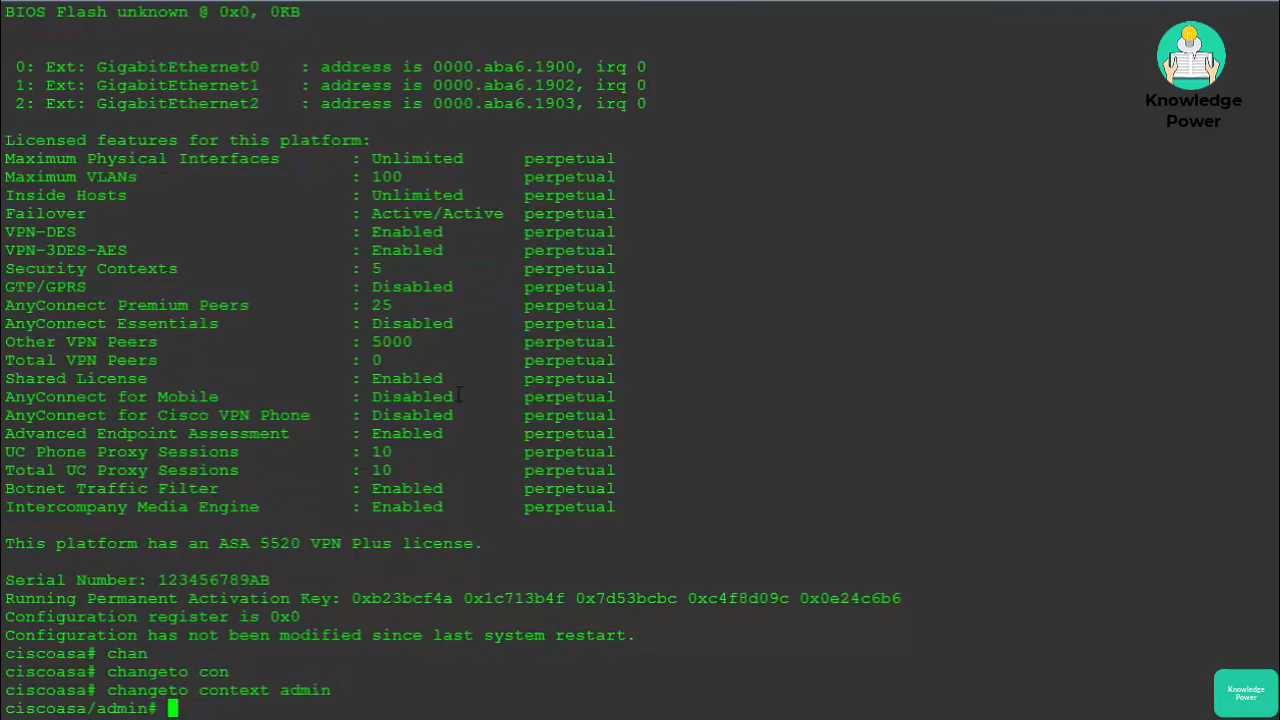 BIOS Flash unknown @ 0x0, 0KB
0: Ext: GigabitEthernet0 : address is 0000.aba6.1900, irq 0
1: Ext: GigabitEthernet1 : address is 0000.aba6.1902, irq 0
2: Ext: GigabitEthernet2 : address is 0000.aba6.1903, irq 0
Licensed features for this platform:
Maximum Physical Interfaces : Unlimited perpetual
Maximum VLANs : 100 perpetual
Inside Hosts : Unlimited perpetual
Failover : Active/Active perpetual
VPN-DES : Enabled perpetual
VPN-3DES-AES : Enabled perpetual
Security Contexts : 5 perpetual
GTP/GPRS : Disabled perpetual
AnyConnect Premium Peers : 25 perpetual
AnyConnect Essentials : Disabled perpetual
Other VPN Peers : 5000 perpetual
Total VPN Peers : 0 perpetual
Shared License : Enabled perpetual
AnyConnect for Mobile : Disabled perpetual
AnyConnect for Cisco VPN Phone : Disabled perpetual
Advanced Endpoint Assessment : Enabled perpetual
UC Phone Proxy Sessions : 10 perpetual
Total UC Proxy Sessions : 10 perpetual
Botnet Traffic Filter : Enabled perpetual
Intercompany Media Engine : Enabled perpetual
This platform has an ASA 5520 VPN Plus license.
Serial Number: 123456789AB
Running Permanent Activation Key: 0xb23bcf4a 0x1c713b4f 0x7d53bcbc 0xc4f8d09c 0x0e24c6b6
Configuration register is 0x0
Configuration has not been modified since last system restart.
ciscoasa# chan
ciscoasa# changeto con
ciscoasa# changeto context admin
ciscoasa/admin#
Knowledge
Power
Knowledge
Power